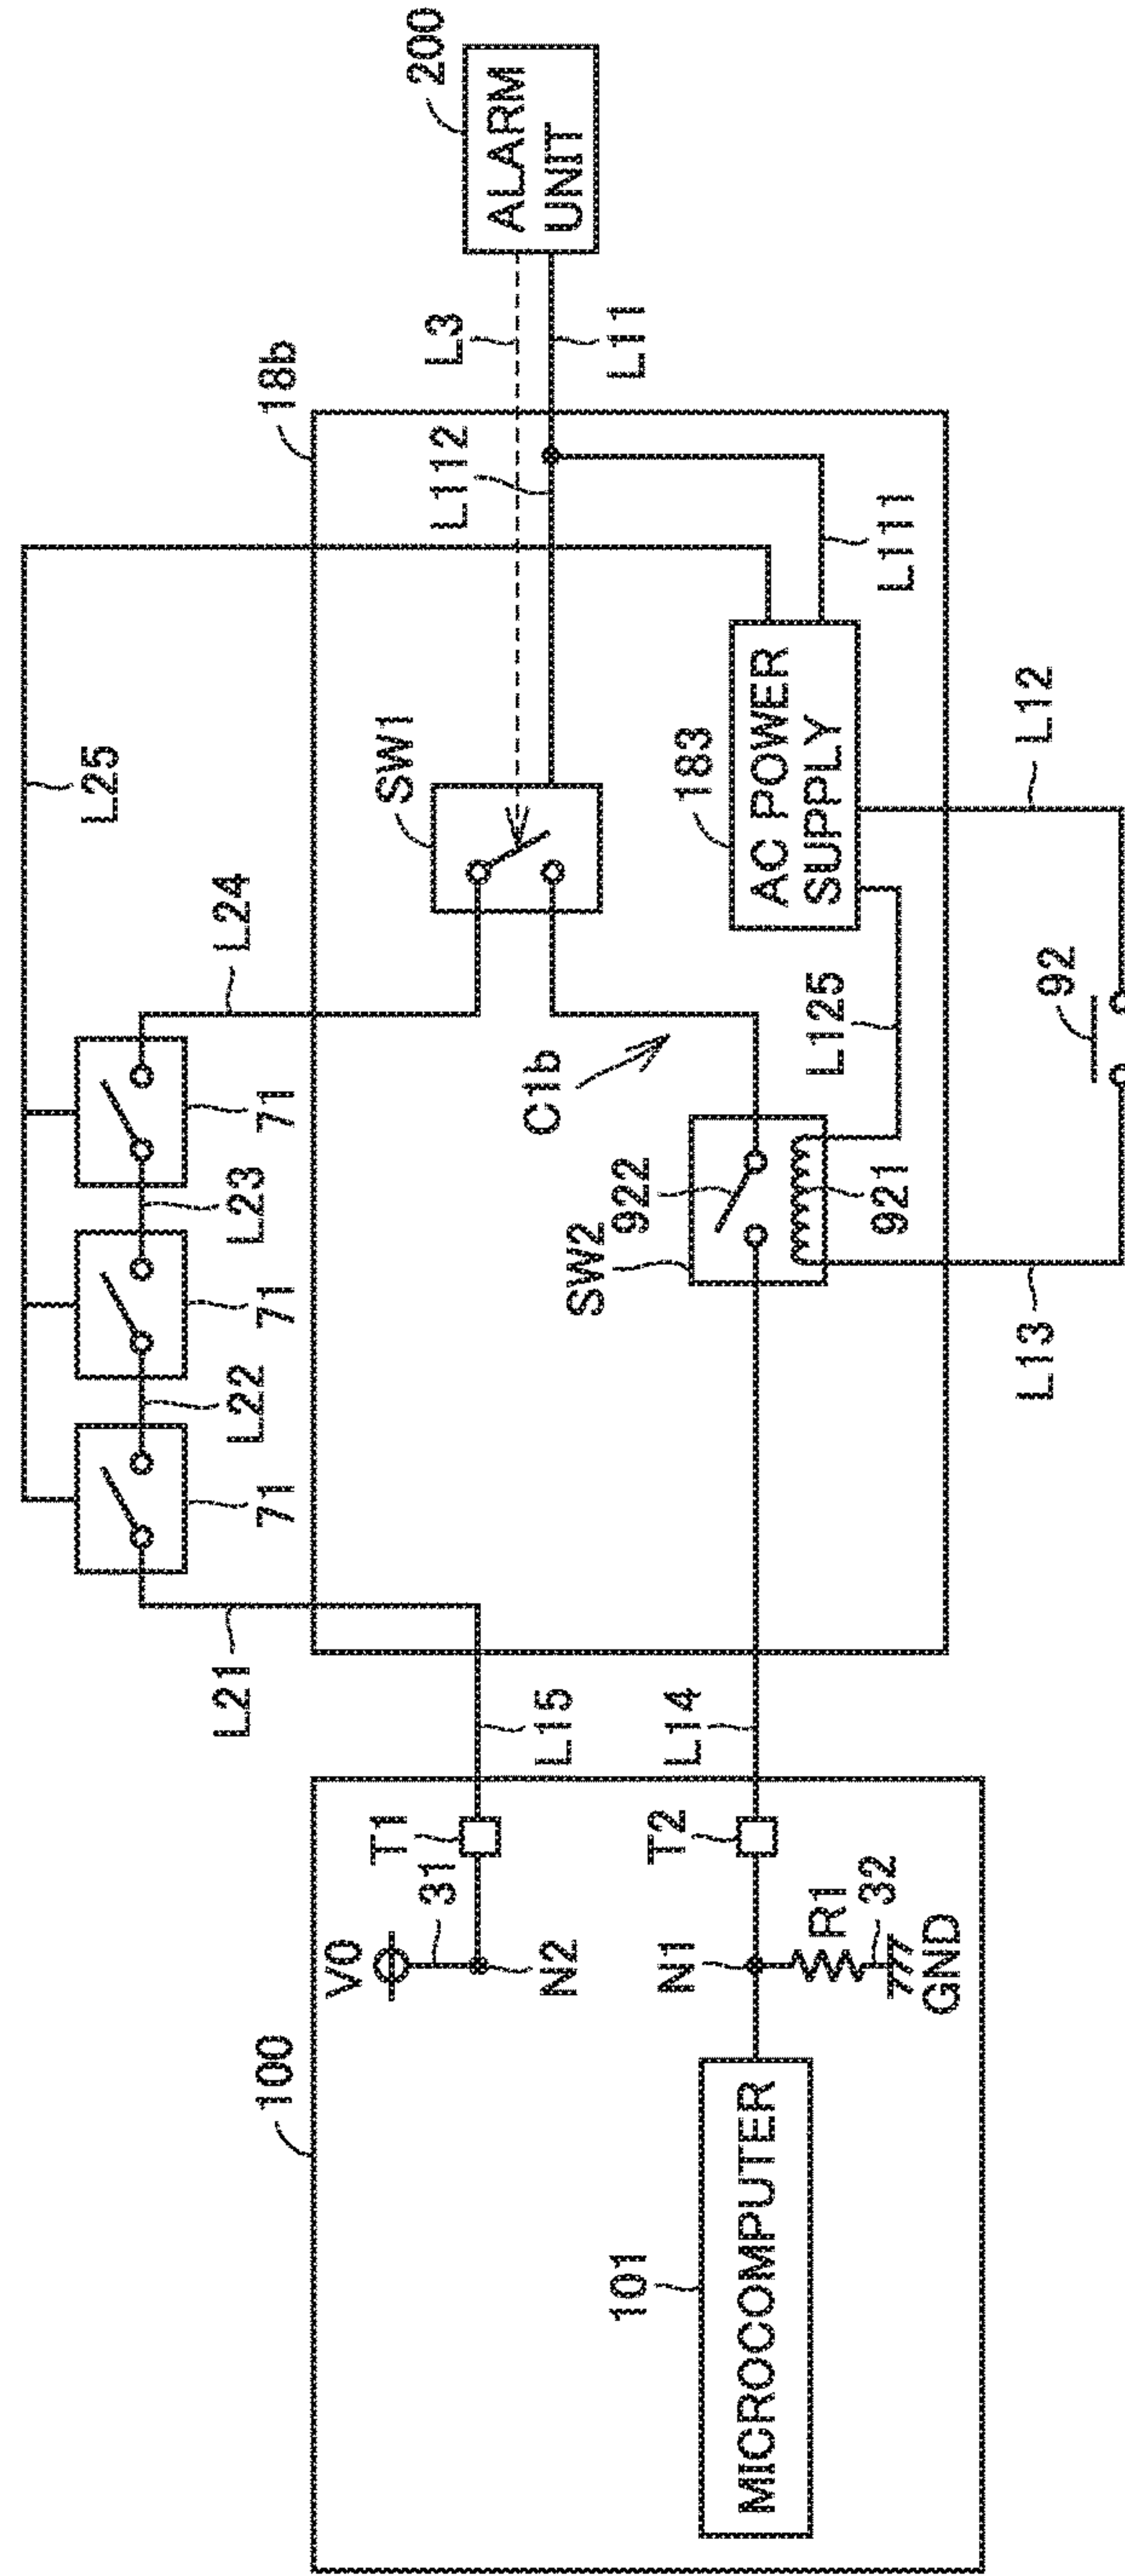 200
ALARM
UNIT
L3
L11
18b
L1112
L111
L25
SW1
183
AC POWER
SUPPLY
L12
L24
C1b
L125
92
71
L23
71
L22
71
SW2
922
921
L13
L21
L15
L14
100
V0
T1
31
N2
T2
N1
R1
32
GND
101
MICROCOMPUTER